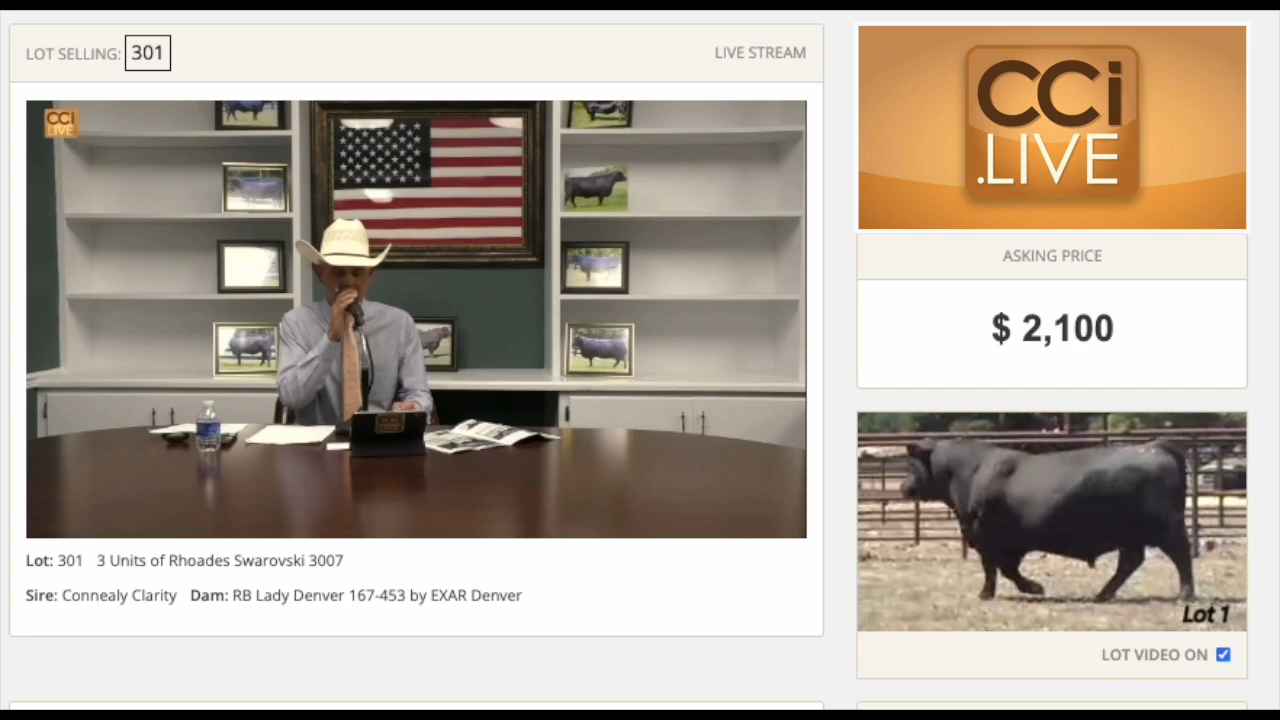 LOT SELLING: 301
LIVE STREAM
CCi
LIVE
Lot: 301 3 Units of Rhoades Swarovski 3007
Sire: Connealy Clarity Dam: RB Lady Denver 167-453 by EXAR Denver
CCi
.LIVE
ASKING PRICE
$ 2,100
Lot 1
LOT VIDEO ON